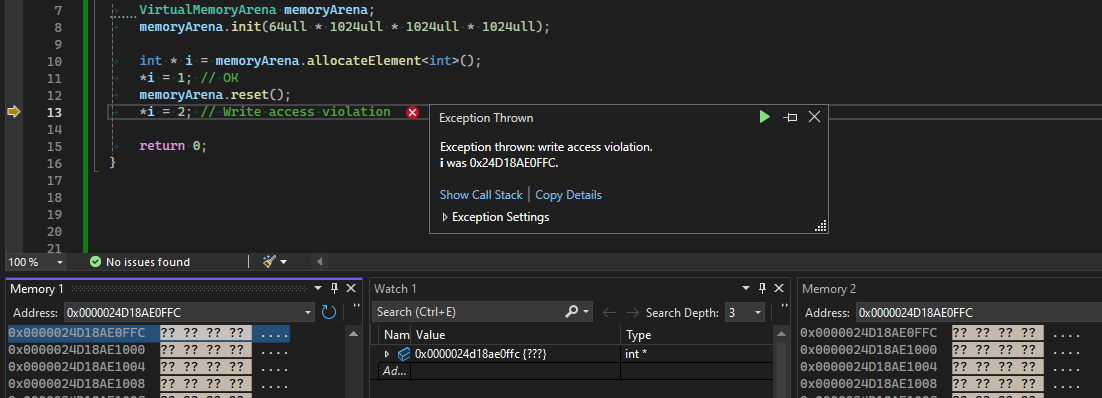 7 VirtualMemoryArena memoryArena;
8 memoryArena.init(64ull * 1024ull * 1024ull * 1024ull);
9
10 int * i = memoryArena.allocateElement<int>();
11 *i = 1; // OK
12 memoryArena.reset();
13 *i = 2; // Write access violation
14
15 return 0;
16 }
17
18
19
20
21
Exception Thrown
Exception thrown: write access violation.
i was 0x24D18AE0FFC.
Show Call Stack | Copy Details
Exception Settings
100 % No issues found
Memory 1
Address: 0x0000024D18AE0FFC
0x0000024D18AE0FFC ?? ?? ?? ?? ....
0x0000024D18AE1000 ?? ?? ?? ?? ....
0x0000024D18AE1004 ?? ?? ?? ?? ....
0x0000024D18AE1008 ?? ?? ?? ?? ....
Watch 1
Search (Ctrl+E) Search Depth: 3
Nam Value Type
0x0000024d18ae0ffc {???} int *
Ad...
Memory 2
Address: 0x0000024D18AE0FFC
0x0000024D18AE0FFC ?? ?? ?? ?? ....
0x0000024D18AE1000 ?? ?? ?? ?? ....
0x0000024D18AE1004 ?? ?? ?? ?? ....
0x0000024D18AE1008 ?? ?? ?? ?? ....